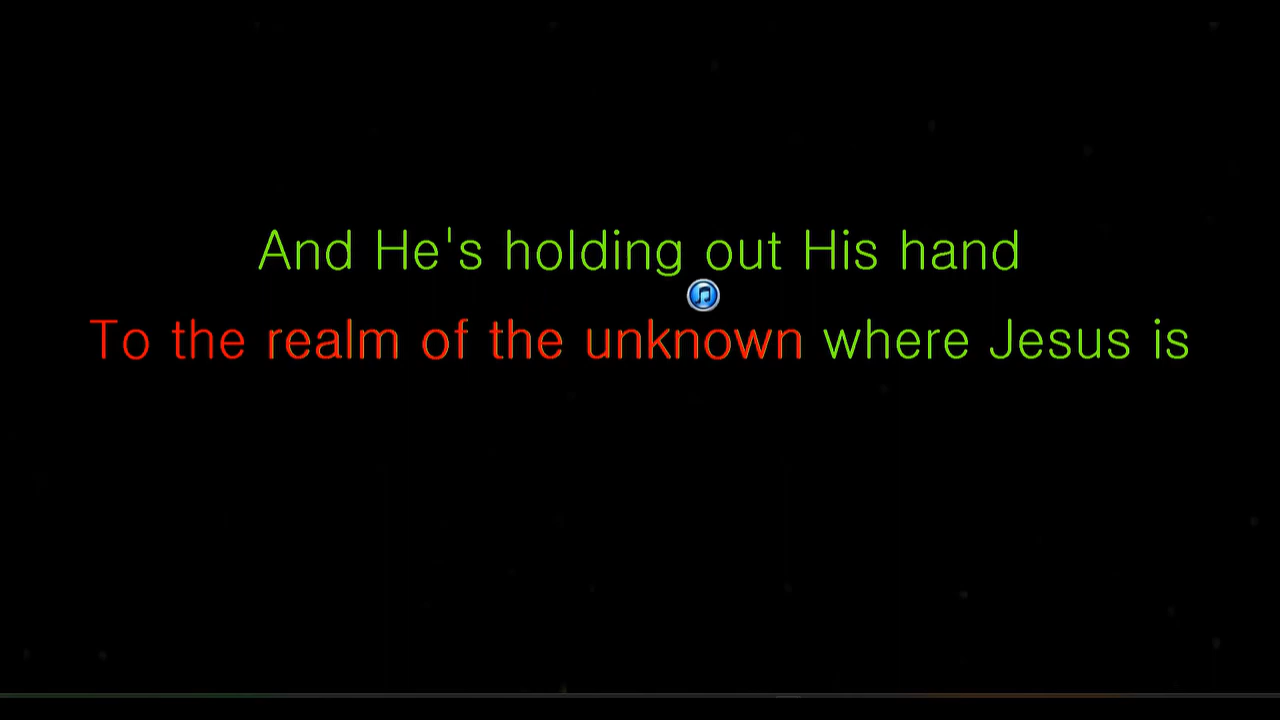 And He's holding out His hand
To the realm of the unknown where Jesus is